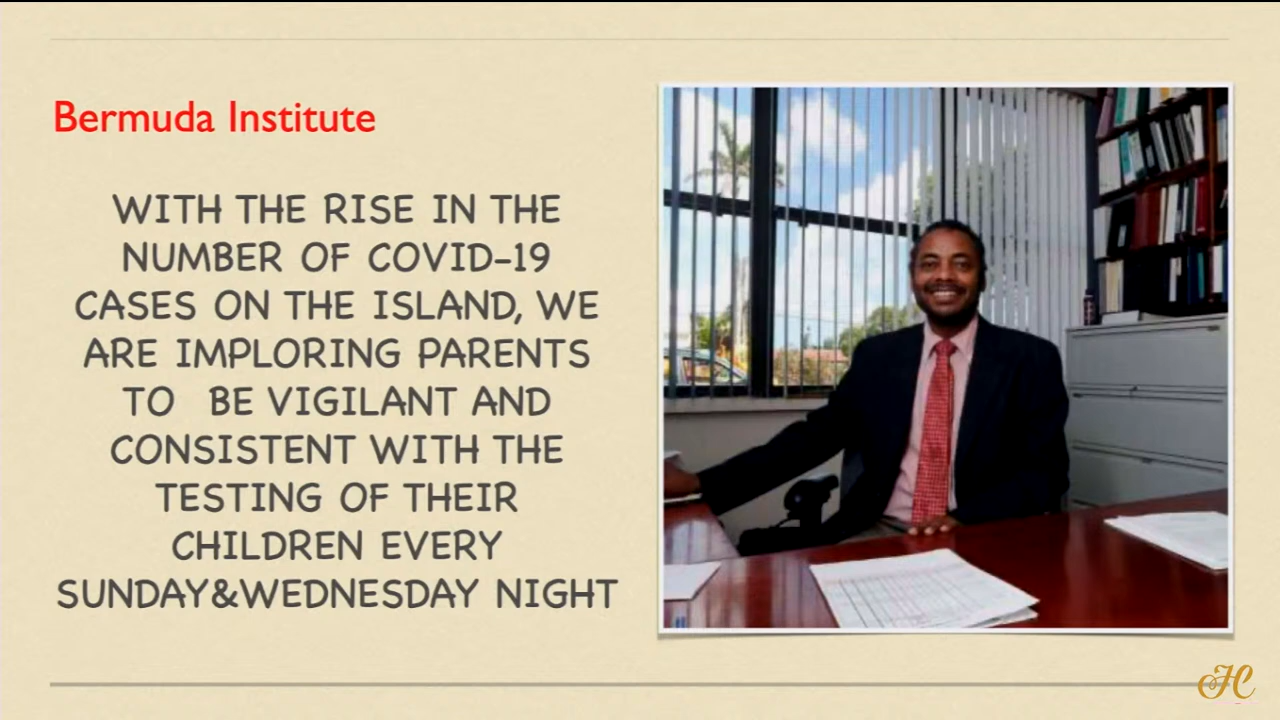 Bermuda Institute
WITH THE RISE IN THE
NUMBER OF COVID-19
CASES ON THE ISLAND, WE
ARE IMPLORING PARENTS
TO BE VIGILANT AND
CONSISTENT WITH THE
TESTING OF THEIR
CHILDREN EVERY
SUNDAY&WEDNESDAY NIGHT
HC